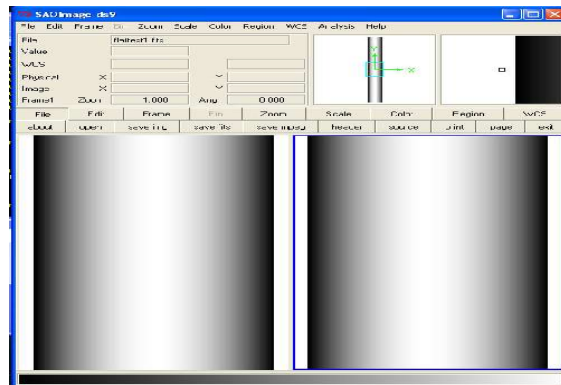 SAOImage ds9
File Edit Frame Bin Zoom Scale Color Region WCS Analysis Help
File
Value
WCS
Physical X Y
Image X Y
Frame1 Zoom 1.000 Ang 0.000
Y
X
File Edit Frame Bin Zoom Scale Color Region WCS
about open save img save fits save mpeg header source print page exit